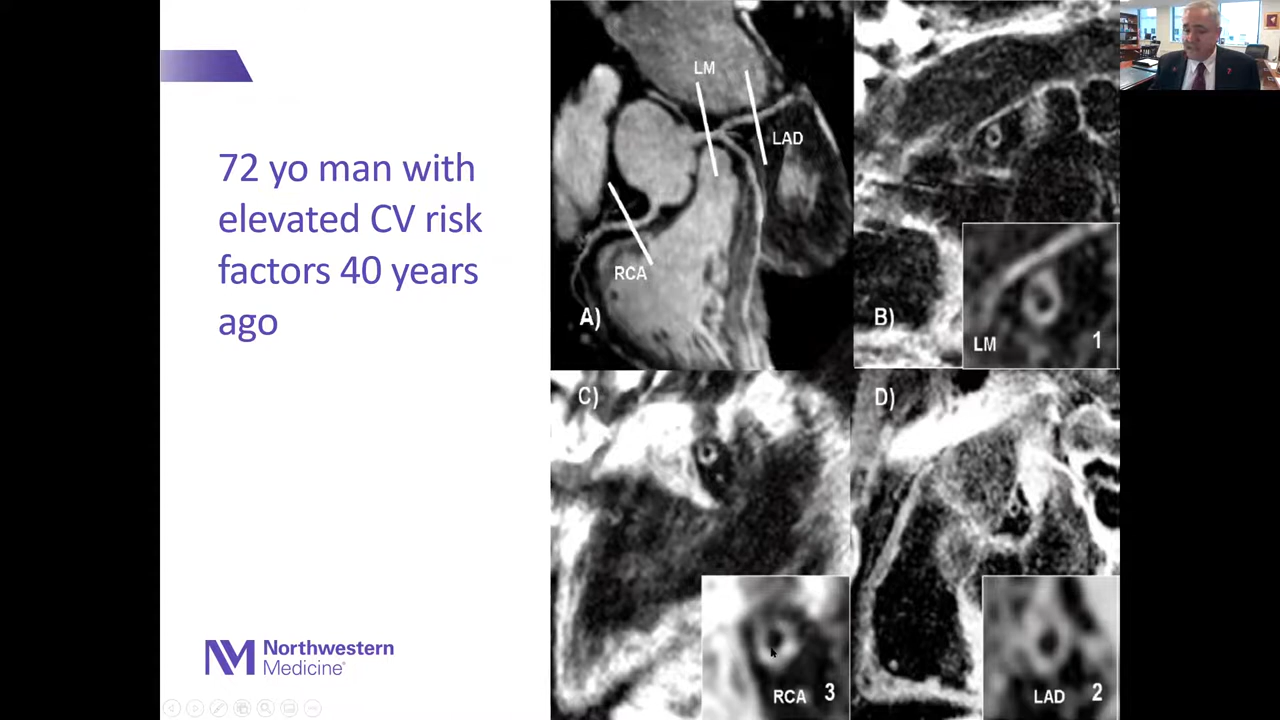 72 yo man with
elevated CV risk
factors 40 years
ago
Northwestern
Medicine®
LM
LAD
RCA
A)
B)
LM 1
C)
RCA 3
D)
LAD 2